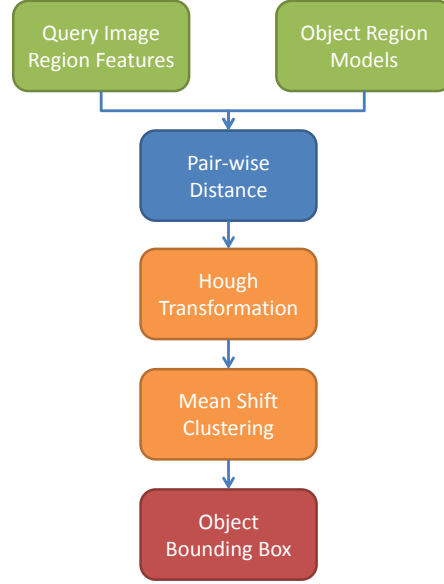 Query Image
Region Features
Object Region
Models
Pair-wise
Distance
Hough
Transformation
Mean Shift
Clustering
Object
Bounding Box